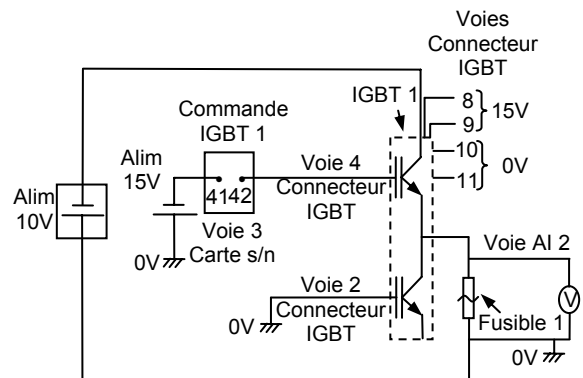 Voies
Connecteur
IGBT
IGBT 1
8
15V
9
10
0V
11
Commande
IGBT 1
Alim
15V
4142
Voie 4
Connecteur
IGBT
Alim
10V
Voie 3
Carte s/n
0V
Voie AI 2
Voie 2
Connecteur
IGBT
0V
V
Fusible 1
0V